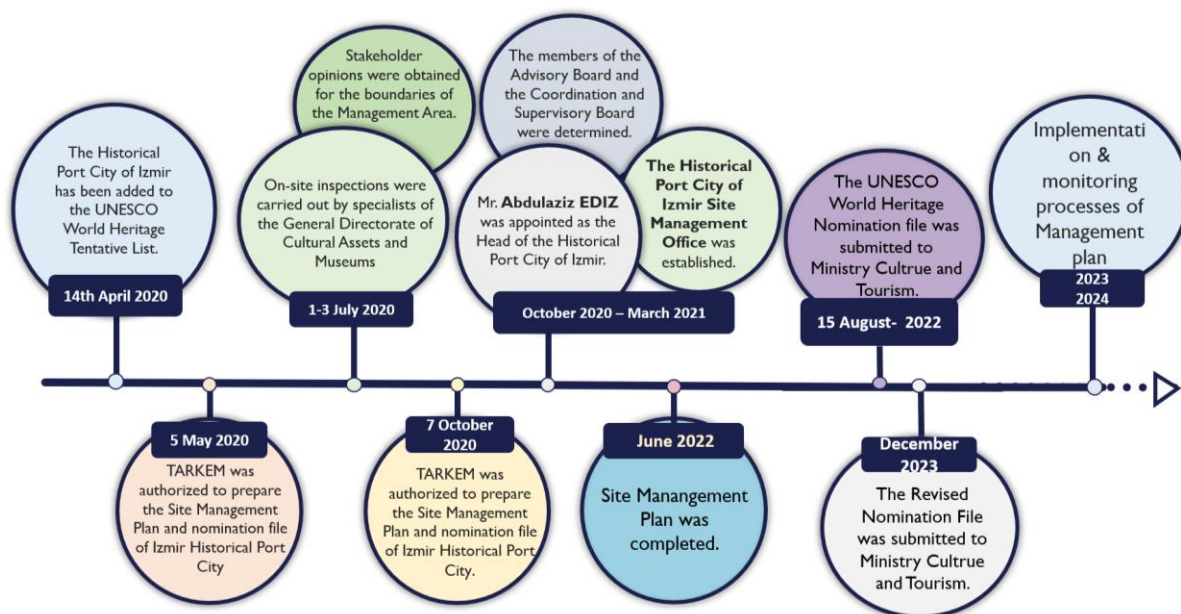 Stakeholder
opinions were obtained
for the boundaries of
the Management Area.
The members of the
Advisory Board and
the Coordination and
Supervisory Board
were determined.
The Historical
Port City of Izmir
has been added to
the UNESCO
World Heritage
Tentative List.
14th April 2020
On-site inspections were
carried out by specialists of
the General Directorate of
Cultural Assets and
Museums
1-3 July 2020
Mr. Abdulaziz EDIZ
was appointed as the
Head of the Historical
Port City of Izmir.
The Historical
Port City of
Izmir Site
Management
Office was
established.
October 2020 – March 2021
The UNESCO
World Heritage
Nomination file was
submitted to
Ministry Cultrue and
Tourism.
15 August- 2022
Implementati
on &
monitoring
processes of
Management
plan
2023
2024
5 May 2020
TARKEM was
authorized to prepare
the Site Management
Plan and nomination file
of Izmir Historical Port
City
7 October
2020
TARKEM was
authorized to prepare
the Site Management
Plan and nomination file
of Izmir Historical Port
City.
June 2022
Site Manangement
Plan was
completed.
December
2023
The Revised
Nomination File
was submitted to
Ministry Cultrue
and Tourism.